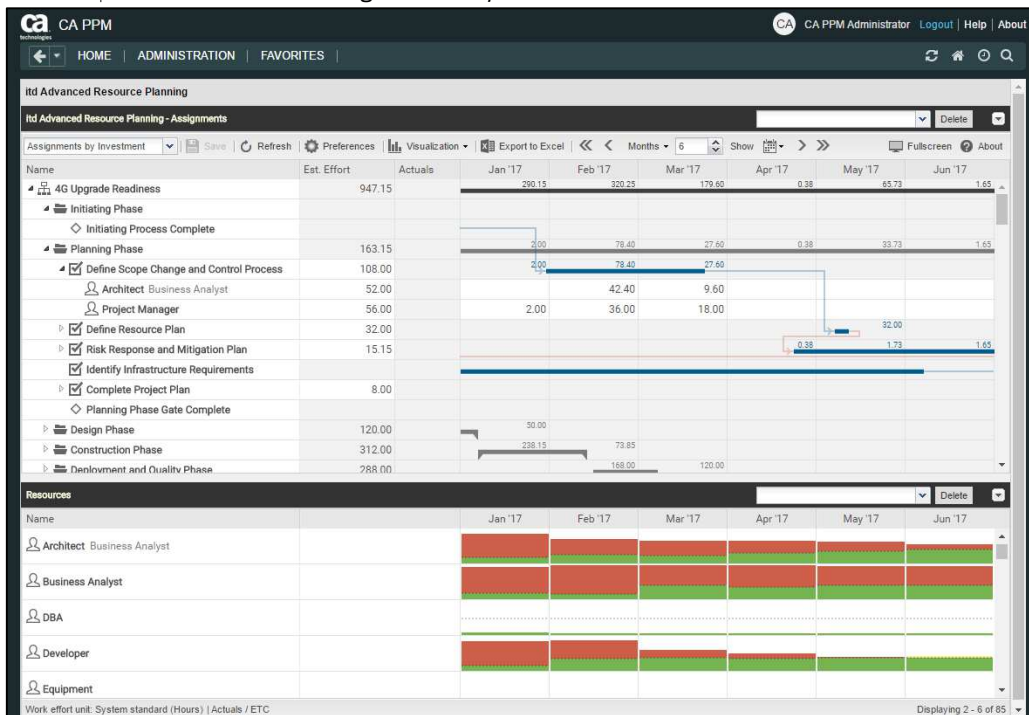 ca technologies CA PPM CA CA PPM Administrator Logout | Help | About
HOME | ADMINISTRATION | FAVORITES |
itd Advanced Resource Planning
itd Advanced Resource Planning - Assignments Delete
Assignments by Investment Save Refresh Preferences Visualization Export to Excel Months 6 Show Fullscreen About
Name Est. Effort Actuals Jan '17 Feb '17 Mar '17 Apr '17 May '17 Jun '17
4G Upgrade Readiness 947.15 290.15 320.25 179.60 0.38 65.73 1.65
Initiating Phase
Initiating Process Complete
Planning Phase 163.15 2.00 78.40 27.60 0.38 33.73 1.65
Define Scope Change and Control Process 108.00 2.00 78.40 27.60
Architect Business Analyst 52.00 42.40 9.60
Project Manager 56.00 2.00 36.00 18.00
Define Resource Plan 32.00 32.00
Risk Response and Mitigation Plan 15.15 0.38 1.73 1.65
Identify Infrastructure Requirements
Complete Project Plan 8.00
Planning Phase Gate Complete
Design Phase 120.00 50.00
Construction Phase 312.00 238.15 73.85
Deployment and Quality Phase 288.00 168.00 120.00
Resources Delete
Name Jan '17 Feb '17 Mar '17 Apr '17 May '17 Jun '17
Architect Business Analyst
Business Analyst
DBA
Developer
Equipment
Work effort unit: System standard (Hours) | Actuals / ETC Displaying 2 - 6 of 85